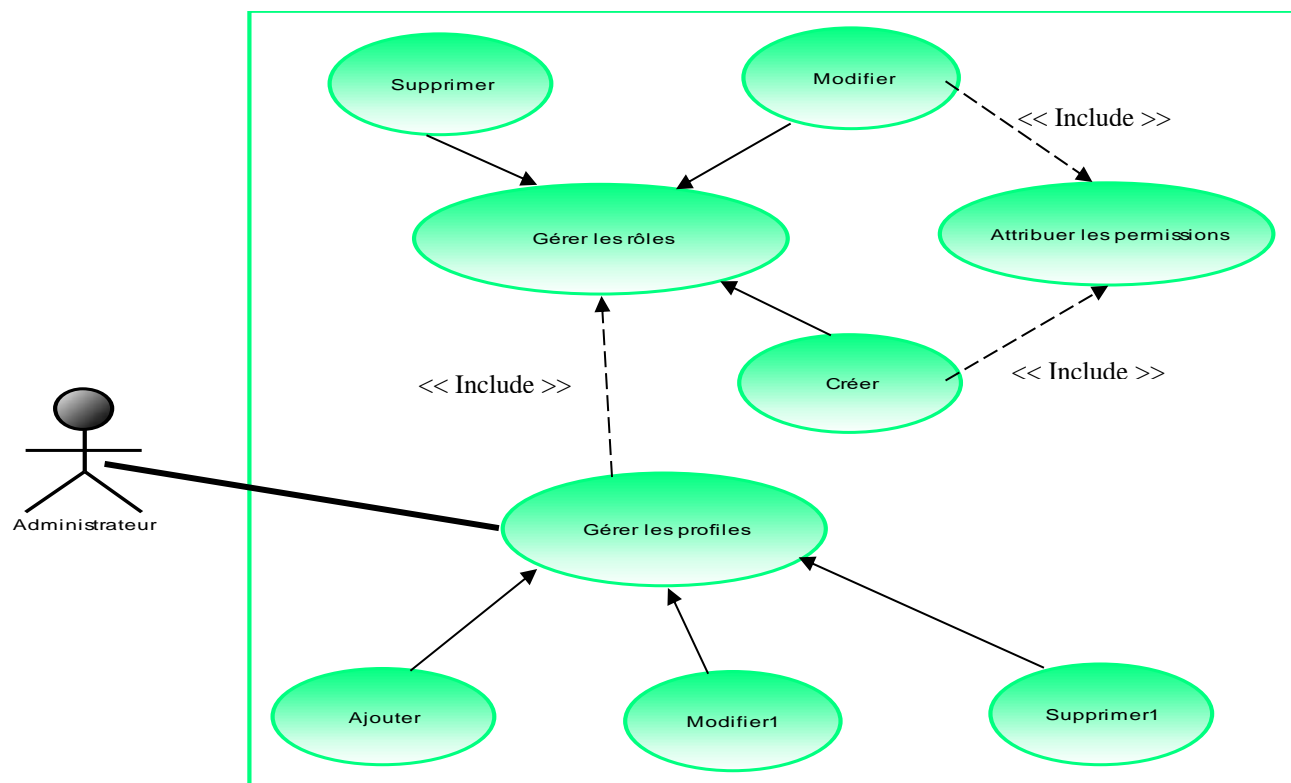 Supprimer
Modifier
<< Include >>
Gérer les rôles
Attribuer les permissions
<< Include >>
Créer
<< Include >>
Administrateur
Gérer les profiles
Ajouter
Modifier1
Supprimer1